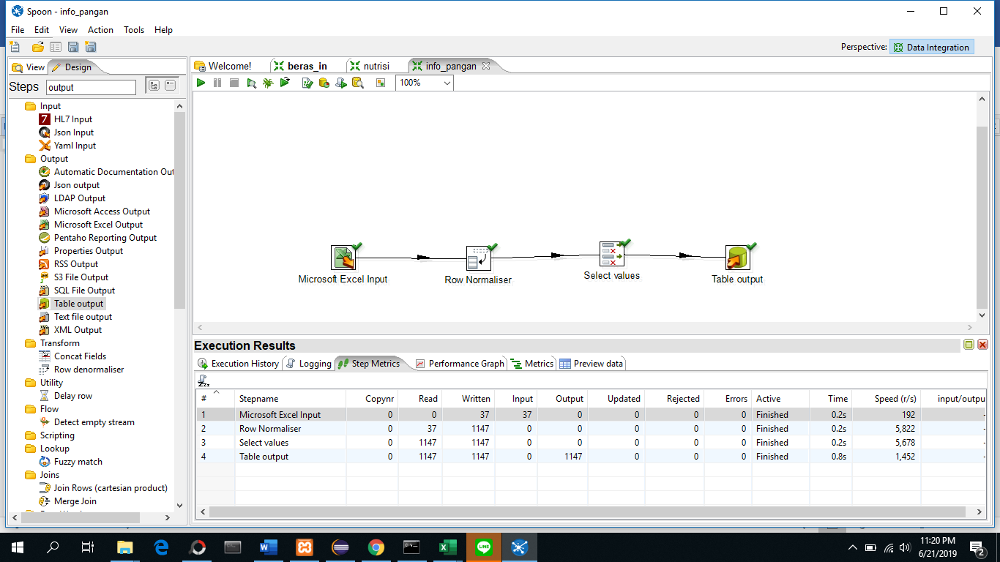 Spoon - info_pangan
File Edit View Action Tools Help
Perspective: Data Integration
View Design
Welcome! beras_in nutrisi info_pangan
Steps output
100%
Input
HL7 Input
Json Input
Yaml Input
Output
Automatic Documentation Out
Json output
LDAP Output
Microsoft Access Output
Microsoft Excel Output
Pentaho Reporting Output
Properties Output
RSS Output
S3 File Output
SQL File Output
Table output
Text file output
XML Output
Transform
Concat Fields
Row denormaliser
Utility
Delay row
Flow
Detect empty stream
Scripting
Lookup
Fuzzy match
Joins
Join Rows (cartesian product)
Merge Join
Microsoft Excel Input
Row Normaliser
Select values
Table output
Execution Results
Execution History Logging Step Metrics Performance Graph Metrics Preview data
# Stepname Copynr Read Written Input Output Updated Rejected Errors Active Time Speed (r/s) input/outpu
1 Microsoft Excel Input 0 0 37 37 0 0 0 0 Finished 0.2s 192 -
2 Row Normaliser 0 37 1147 0 0 0 0 0 Finished 0.2s 5,822 -
3 Select values 0 1147 1147 0 0 0 0 0 Finished 0.2s 5,678 -
4 Table output 0 1147 1147 0 1147 0 0 0 Finished 0.8s 1,452 -
11:20 PM
6/21/2019
2